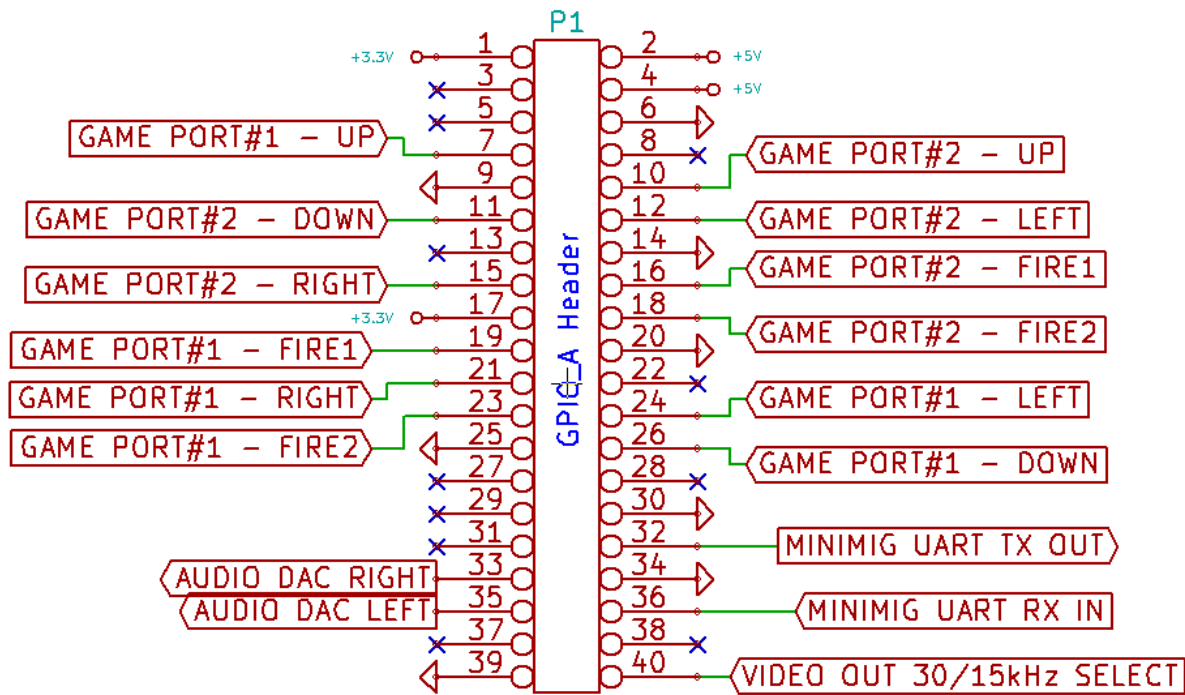 P1
+3.3V 1 2 +5V
3 4 +5V
5 6
GAME PORT#1 - UP 7 8 GAME PORT#2 - UP
9 10
GAME PORT#2 - DOWN 11 12 GAME PORT#2 - LEFT
13 14
GAME PORT#2 - RIGHT 15 16 GAME PORT#2 - FIRE1
+3.3V 17 18 GAME PORT#2 - FIRE2
GAME PORT#1 - FIRE1 19 20
GAME PORT#1 - RIGHT 21 22
GAME PORT#1 - FIRE2 23 24 GAME PORT#1 - LEFT
25 26 GAME PORT#1 - DOWN
27 28
29 30
31 32 MINIMIG UART TX OUT
AUDIO DAC RIGHT 33 34
AUDIO DAC LEFT 35 36 MINIMIG UART RX IN
37 38
39 40 VIDEO OUT 30/15kHz SELECT
GPIO_A Header